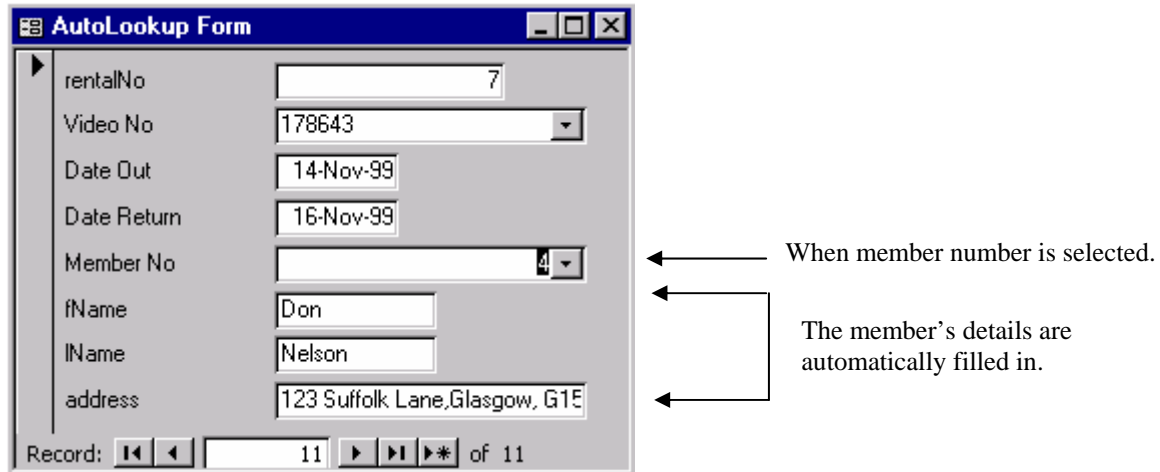 AutoLookup Form
rentalNo 7
Video No 178643
Date Out 14-Nov-99
Date Return 16-Nov-99
Member No 4
When member number is selected.
fName Don
lName Nelson
The member’s details are
automatically filled in.
address 123 Suffolk Lane,Glasgow, G15
Record: 11 of 11